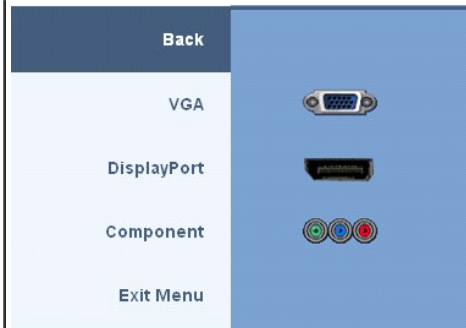 Back
VGA
DisplayPort
Component
Exit Menu